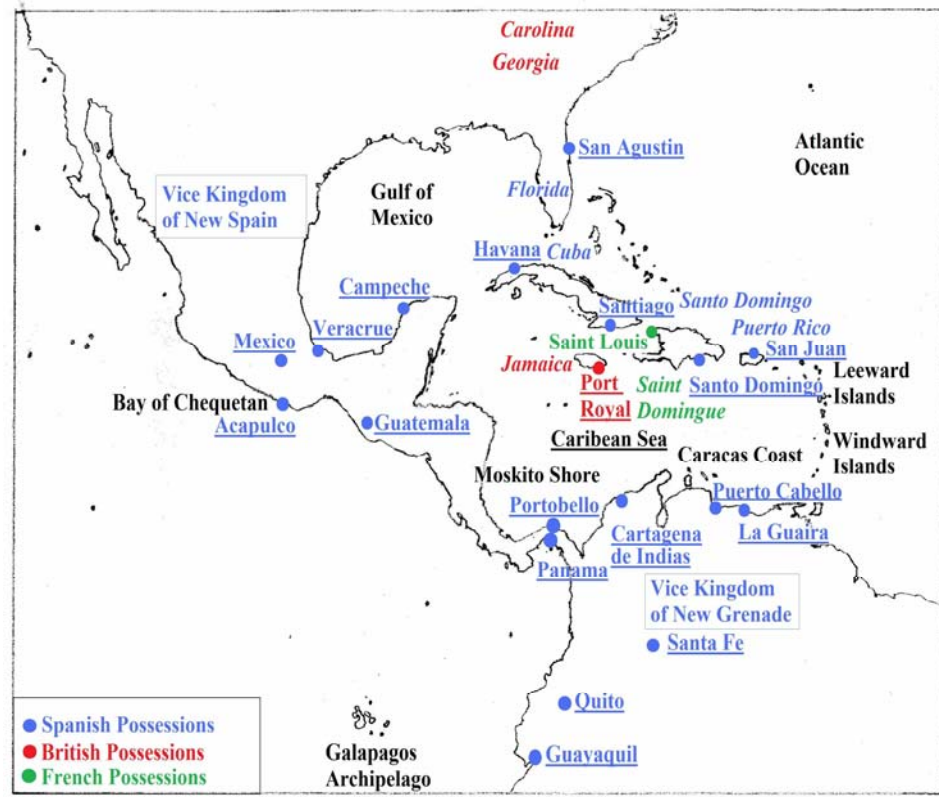 Carolina
Georgia
San Agustin
Atlantic
Ocean
Florida
Gulf of
Mexico
Vice Kingdom
of New Spain
Havana
Cuba
Campeche
Santiago
Santo Domingo
Puerto Rico
Veracrue
Mexico
Saint Louis
San Juan
Jamaica
Port
Royal
Saint
Domingue
Santo Domingo
Leeward
Islands
Bay of Chequetan
Acapulco
Guatemala
Caribean Sea
Caracas Coast
Windward
Islands
Moskito Shore
Portobello
Puerto Cabello
Cartagena
de Indias
La Guaira
Panama
Vice Kingdom
of New Grenade
Santa Fe
Quito
Guayaquil
Galapagos
Archipelago
Spanish Possessions
British Possessions
French Possessions